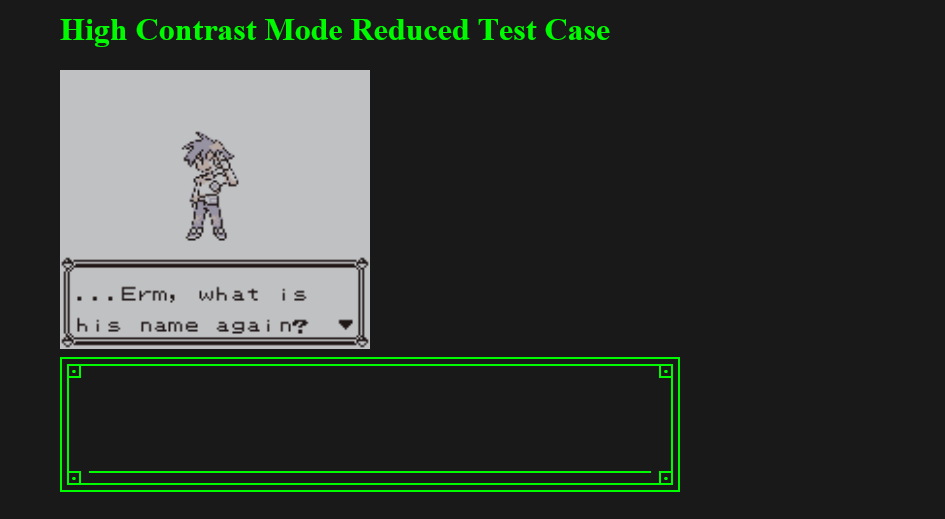 High Contrast Mode Reduced Test Case
...Erm, what is
his name again?